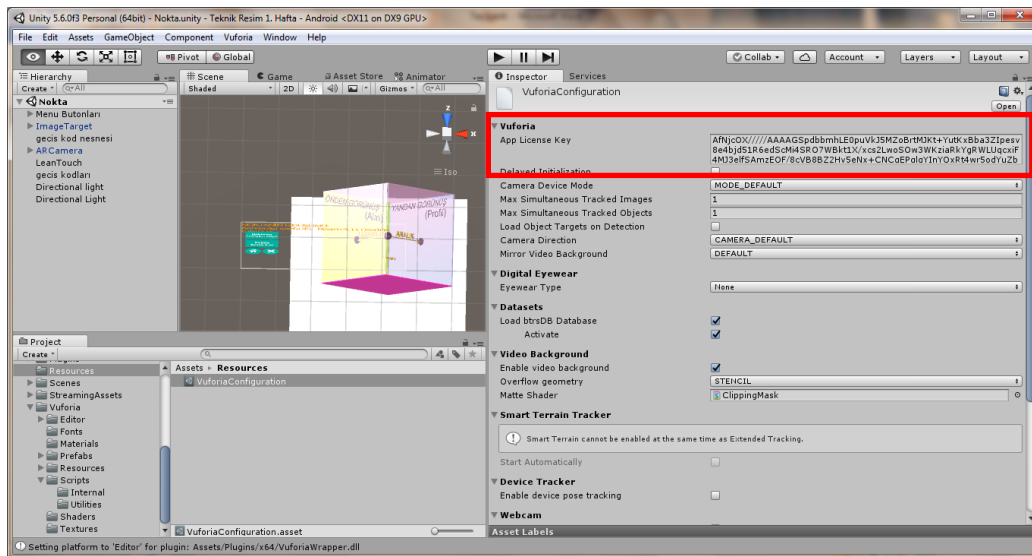 Unity 5.6.0f3 Personal (64bit) - Nokta.unity - Teknik Resim 1. Hafta - Android <DX11 on DX9 GPU>
File Edit Assets GameObject Component Vuforia Window Help
Pivot Global
Collab Account Layers Layout
Hierarchy
Create All
Nokta
Menu Butonları
ImageTarget
gecis kod nesnesi
ARCamera
LeanTouch
gecis kodları
Directional light
Directional Light
Scene Game Asset Store Animator
Shaded 2D Gizmos All
z
x
Iso
ÖNDEN GÖRÜNÜŞ
(Alın)
YANDAN GÖRÜNÜŞ
(Profil)
Project
Create
Resources
Scenes
StreamingAssets
Vuforia
Editor
Fonts
Materials
Prefabs
Resources
Scripts
Internal
Utilities
Shaders
Textures
Assets Resources
VuforiaConfiguration
VuforiaConfiguration.asset
Inspector Services
VuforiaConfiguration
Open
Vuforia
App License Key
Delayed Initialization
Camera Device Mode MODE_DEFAULT
Max Simultaneous Tracked Images 1
Max Simultaneous Tracked Objects 1
Load Object Targets on Detection
Camera Direction CAMERA_DEFAULT
Mirror Video Background DEFAULT
Digital Eyewear
Eyewear Type None
Datasets
Load btrsDB Database
Activate
Video Background
Enable video background
Overflow geometry STENCIL
Matte Shader ClippingMask
Smart Terrain Tracker
Smart Terrain cannot be enabled at the same time as Extended Tracking.
Start Automatically
Device Tracker
Enable device pose tracking
Webcam
Asset Labels
Setting platform to 'Editor' for plugin: Assets/Plugins/x64/VuforiaWrapper.dll